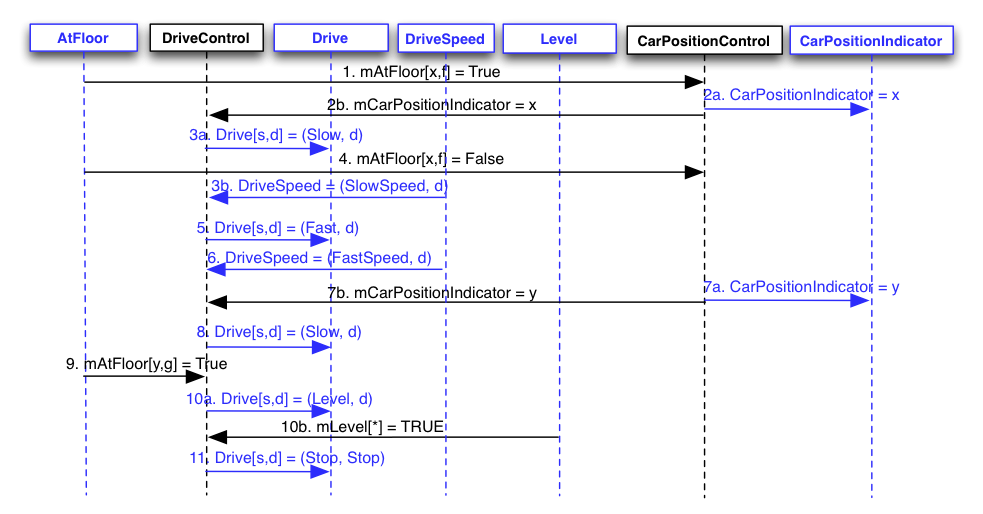 AtFloor
DriveControl
Drive
DriveSpeed
Level
CarPositionControl
CarPositionIndicator
1. mAtFloor[x,f] = True
2a. CarPositionIndicator = x
2b. mCarPositionIndicator = x
3a. Drive[s,d] = (Slow, d)
4. mAtFloor[x,f] = False
3b. DriveSpeed = (SlowSpeed, d)
5. Drive[s,d] = (Fast, d)
6. DriveSpeed = (FastSpeed, d)
7a. CarPositionIndicator = y
7b. mCarPositionIndicator = y
8. Drive[s,d] = (Slow, d)
9. mAtFloor[y,g] = True
10a. Drive[s,d] = (Level, d)
10b. mLevel[*] = TRUE
11. Drive[s,d] = (Stop, Stop)